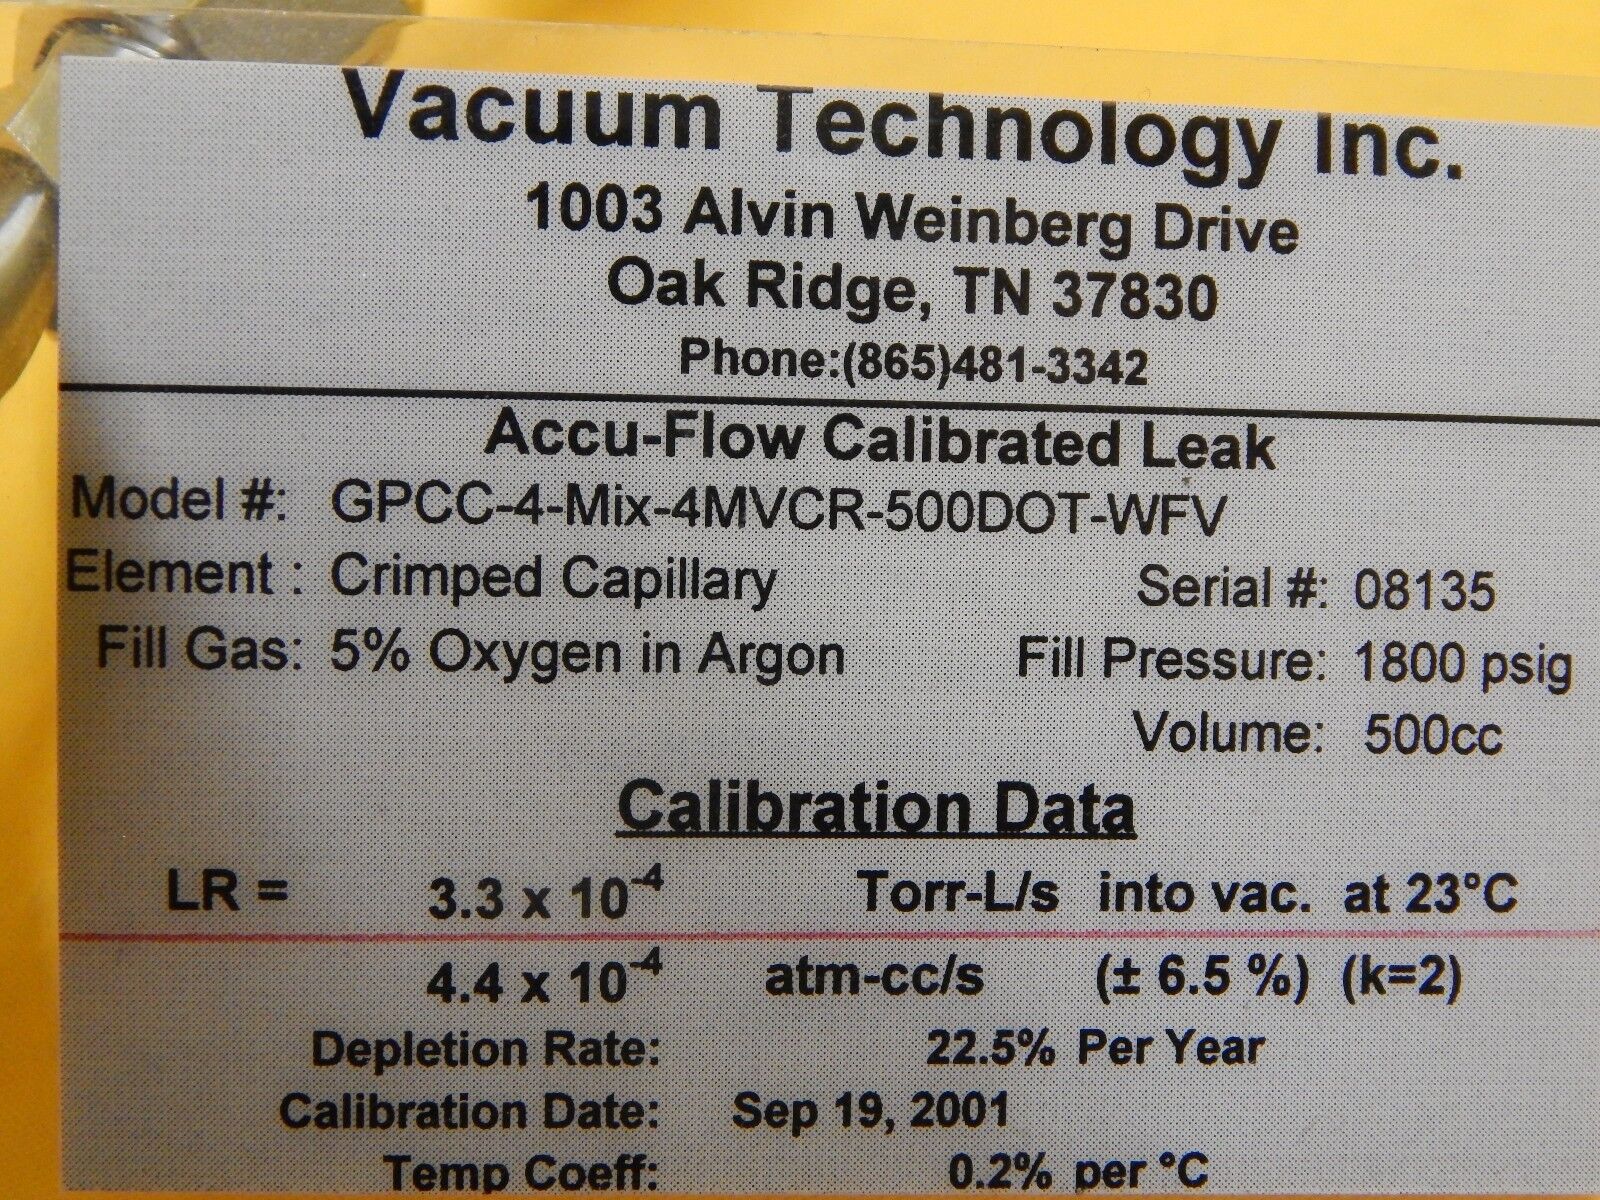 Vacuum Technology Inc.
1003 Alvin Weinberg Drive
Oak Ridge, TN 37830
Phone:(865)481-3342
Accu-Flow Calibrated Leak
Model #: GPCC-4-Mix-4MVCR-500DOT-WFV
Element : Crimped Capillary Serial #: 08135
Fill Gas: 5% Oxygen in Argon Fill Pressure: 1800 psig
Volume: 500cc
Calibration Data
LR = 3.3 x 10⁻⁴ Torr-L/s into vac. at 23°C
4.4 x 10⁻⁴ atm-cc/s (± 6.5 %) (k=2)
Depletion Rate: 22.5% Per Year
Calibration Date: Sep 19, 2001
Temp Coeff: 0.2% per °C